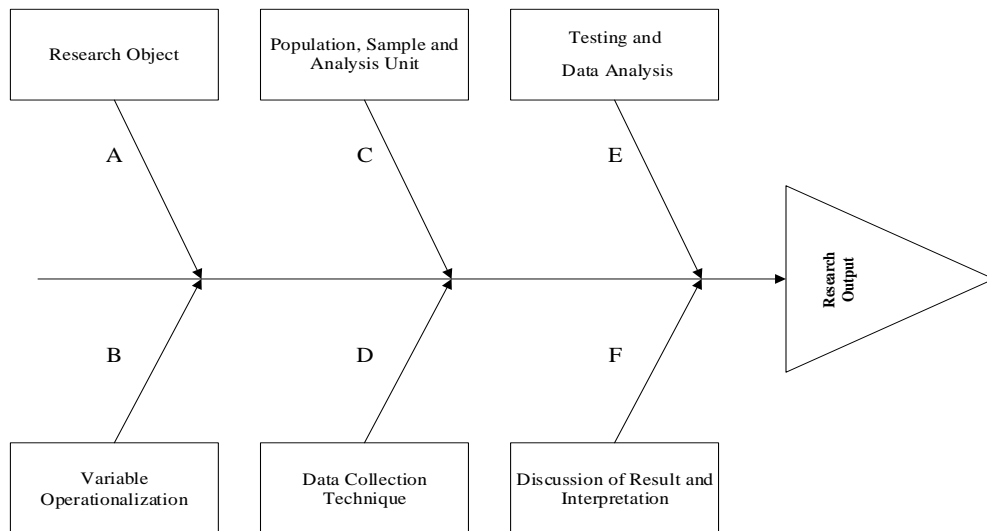 Research Object
Population, Sample and
Analysis Unit
Testing and
Data Analysis
A
C
E
Research
Output
B
D
F
Variable
Operationalization
Data Collection
Technique
Discussion of Result and
Interpretation